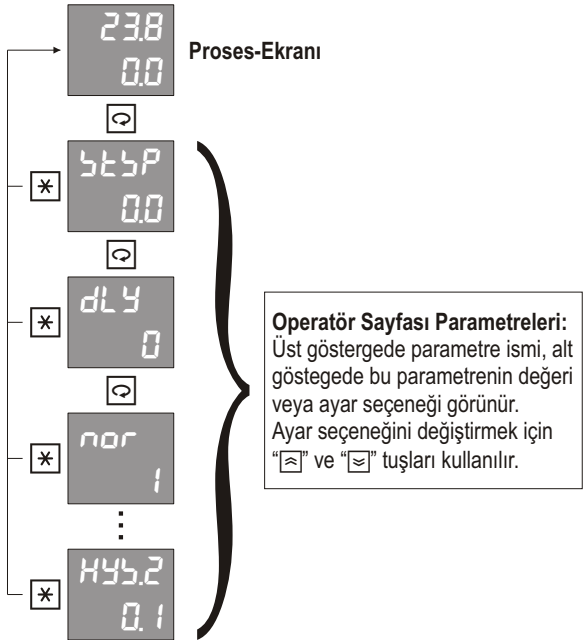 23.8
0.0
Proses-Ekranı
StSP
0.0
dLY
0
nor
1
HYS.2
0.1
Operatör Sayfası Parametreleri:
Üst göstergede parametre ismi, alt
göstegede bu parametrenin değeri
veya ayar seçeneği görünür.
Ayar seçeneğini değiştirmek için
“” ve “” tuşları kullanılır.